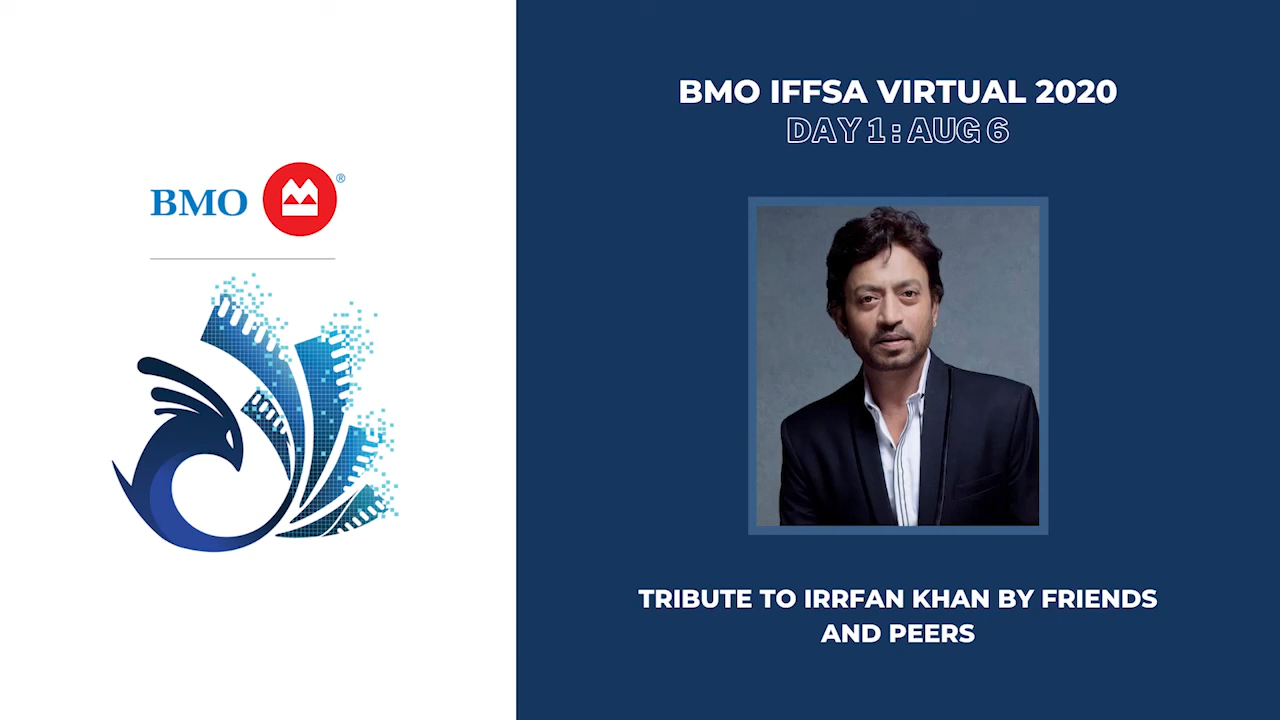 BMO®
BMO IFFSA VIRTUAL 2020
DAY 1 : AUG 6
TRIBUTE TO IRRFAN KHAN BY FRIENDS
AND PEERS